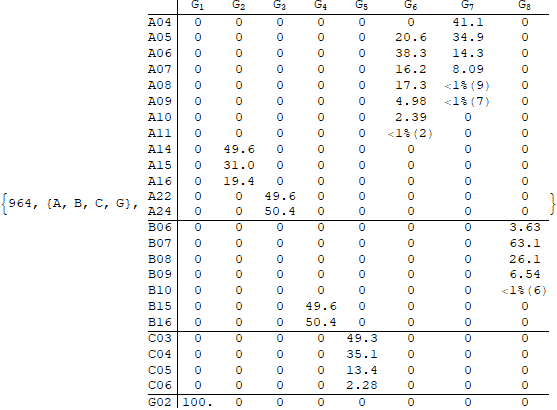 G₁ G₂ G₃ G₄ G₅ G₆ G₇ G₈
A04 0 0 0 0 0 0 41.1 0
A05 0 0 0 0 0 20.6 34.9 0
A06 0 0 0 0 0 38.3 14.3 0
A07 0 0 0 0 0 16.2 8.09 0
A08 0 0 0 0 0 17.3 <1%(9) 0
A09 0 0 0 0 0 4.98 <1%(7) 0
A10 0 0 0 0 0 2.39 0 0
A11 0 0 0 0 0 <1%(2) 0 0
A14 0 49.6 0 0 0 0 0 0
A15 0 31.0 0 0 0 0 0 0
A16 0 19.4 0 0 0 0 0 0
{964, {A, B, C, G}, A22 0 0 49.6 0 0 0 0 0 }
A24 0 0 50.4 0 0 0 0 0
B06 0 0 0 0 0 0 0 3.63
B07 0 0 0 0 0 0 0 63.1
B08 0 0 0 0 0 0 0 26.1
B09 0 0 0 0 0 0 0 6.54
B10 0 0 0 0 0 0 0 <1%(6)
B15 0 0 0 49.6 0 0 0 0
B16 0 0 0 50.4 0 0 0 0
C03 0 0 0 0 49.3 0 0 0
C04 0 0 0 0 35.1 0 0 0
C05 0 0 0 0 13.4 0 0 0
C06 0 0 0 0 2.28 0 0 0
G02 100. 0 0 0 0 0 0 0